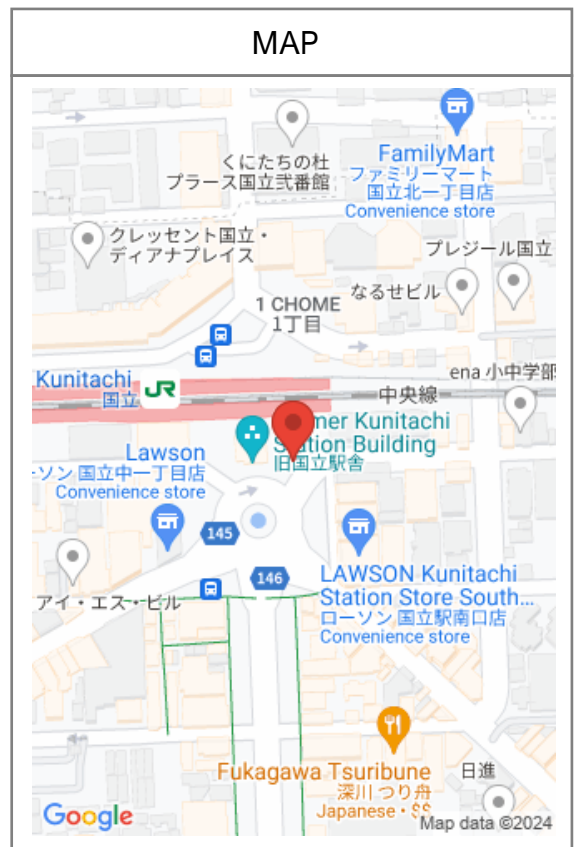 MAP
くにたちの杜
プラース国立弐番館
FamilyMart
ファミリーマート
国立北一丁目店
Convenience store
クレッセント国立・
ディアナプレイス
プレジール国立
なるせビル
1 CHOME
1丁目
ena 小中学部
Kunitachi
国立
JR
中央線
mer Kunitachi
Station Building
旧国立駅舎
Lawson
ーソン 国立中一丁目店
Convenience store
145
146
LAWSON Kunitachi
Station Store South...
ローソン 国立駅南口店
Convenience store
アイ・エス・ビル
Fukagawa Tsuribune
深川 つり舟
Japanese・$$
日進
Google
Map data ©2024